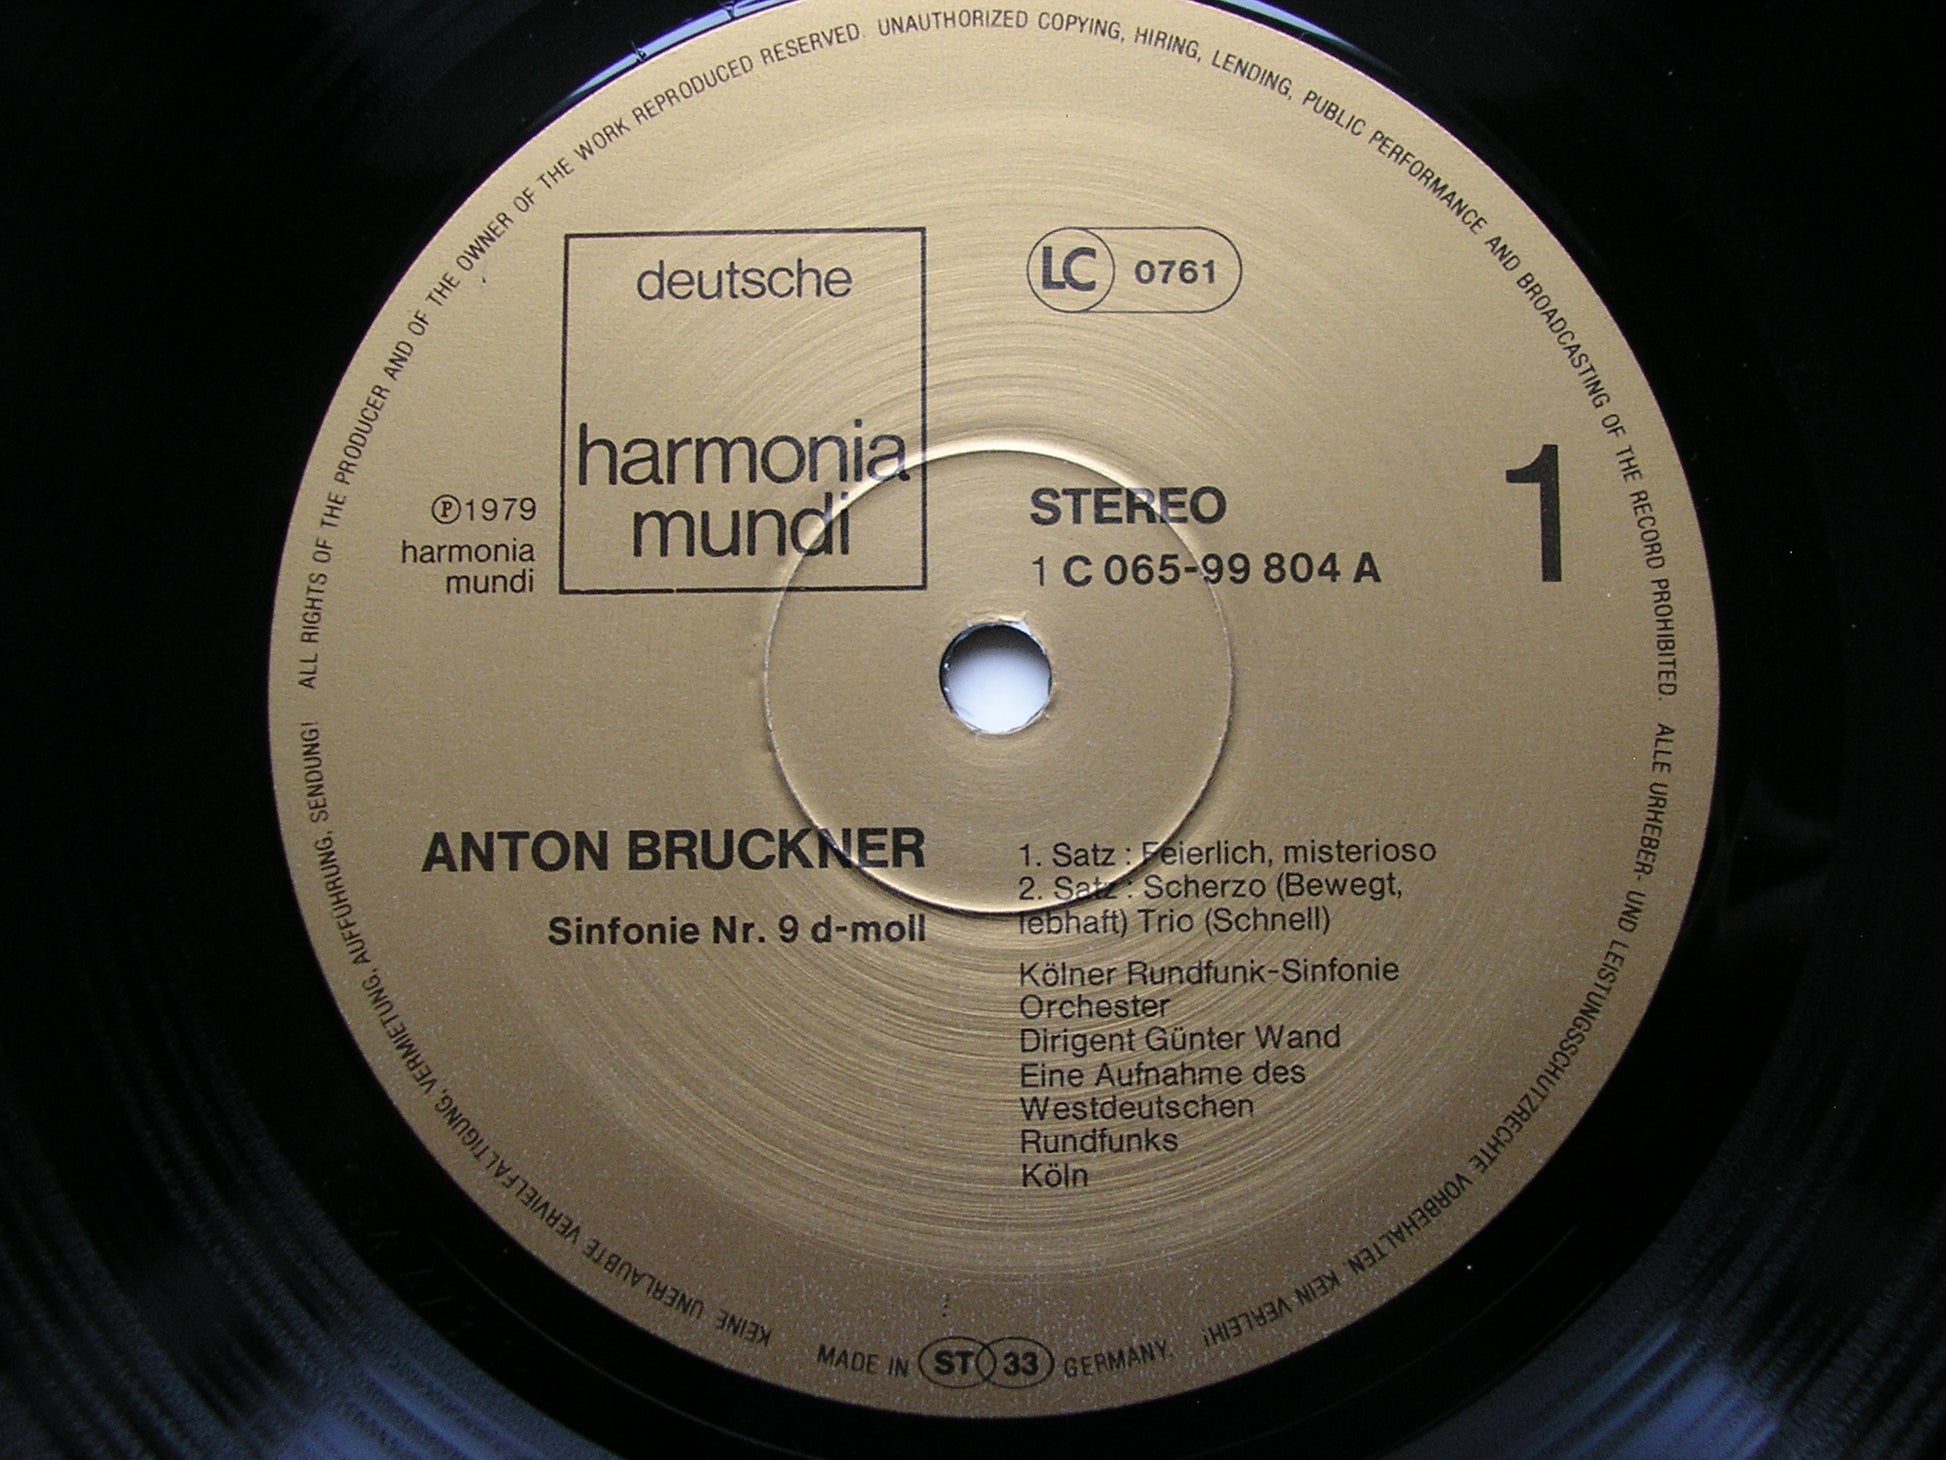 ALL RIGHTS OF THE PRODUCER AND OF THE OWNER OF THE WORK REPRODUCED RESERVED. UNAUTHORIZED COPYING, HIRING, LENDING, PUBLIC PERFORMANCE AND BROADCASTING OF THE RECORD PROHIBITED.
ALLE URHEBER- UND LEISTUNGSSCHUTZRECHTE VORBEHALTEN. KEIN VERLEIH!
KEINE UNERLAUBTE VERVIELFÄLTIGUNG, VERMIETUNG, AUFFÜHRUNG, SENDUNG!
deutsche
harmonia
mundi
LC 0761
℗1979
harmonia
mundi
STEREO
1 C 065-99 804 A
1
ANTON BRUCKNER
Sinfonie Nr. 9 d-moll
1. Satz : Feierlich, misterioso
2. Satz : Scherzo (Bewegt,
lebhaft) Trio (Schnell)
Kölner Rundfunk-Sinfonie
Orchester
Dirigent Günter Wand
Eine Aufnahme des
Westdeutschen
Rundfunks
Köln
MADE IN ST 33 GERMANY.